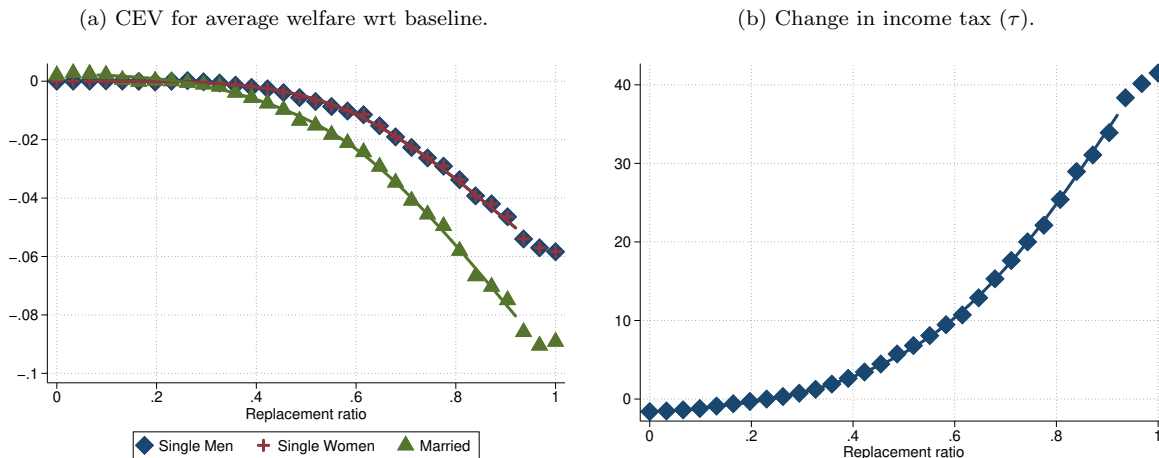 (a) CEV for average welfare wrt baseline.
0
−.02
−.04
−.06
−.08
−.1
0 .2 .4 .6 .8 1
Replacement ratio
Single Men Single Women Married
(b) Change in income tax (τ).
40
30
20
10
0
0 .2 .4 .6 .8 1
Replacement ratio